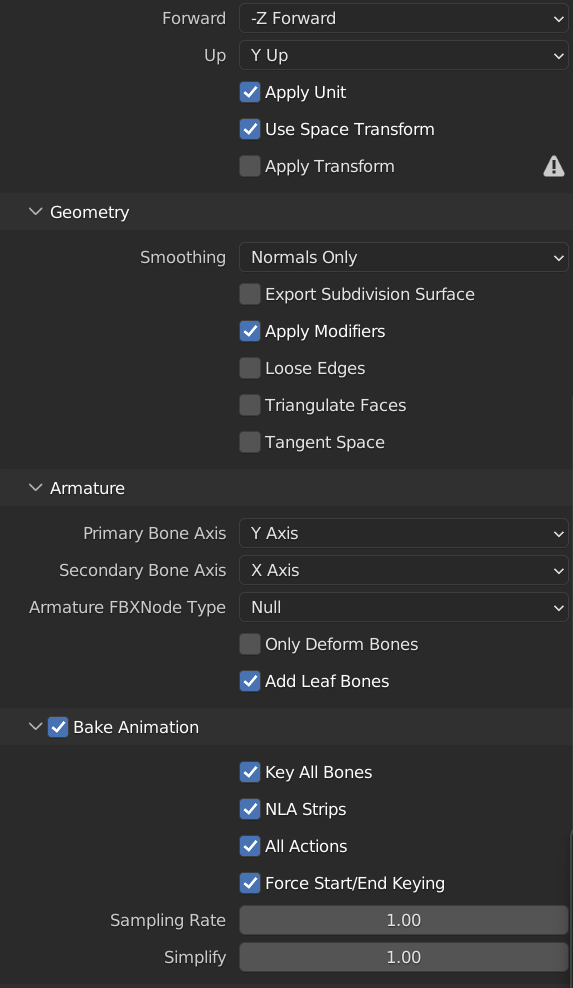 Forward -Z Forward
Up Y Up
Apply Unit
Use Space Transform
Apply Transform
Geometry
Smoothing Normals Only
Export Subdivision Surface
Apply Modifiers
Loose Edges
Triangulate Faces
Tangent Space
Armature
Primary Bone Axis Y Axis
Secondary Bone Axis X Axis
Armature FBXNode Type Null
Only Deform Bones
Add Leaf Bones
Bake Animation
Key All Bones
NLA Strips
All Actions
Force Start/End Keying
Sampling Rate 1.00
Simplify 1.00